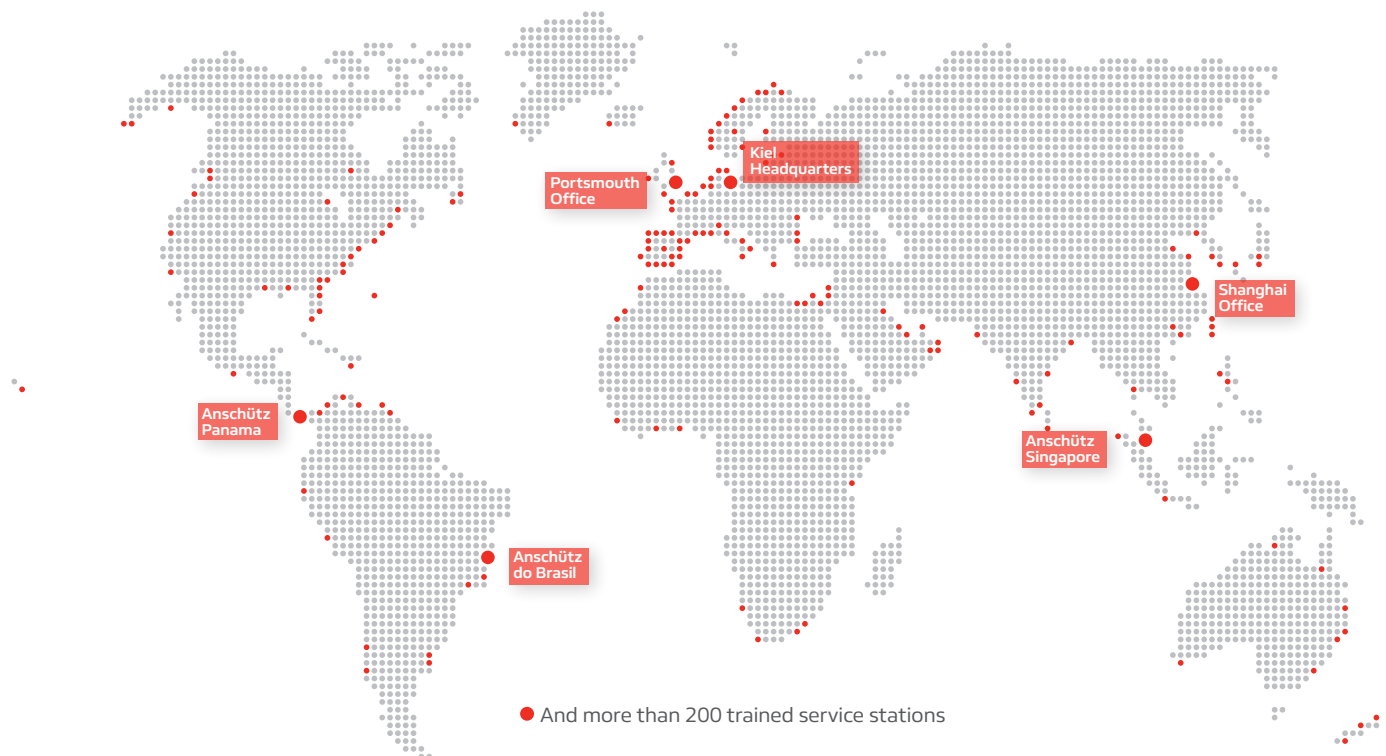 Kiel
Headquarters
Portsmouth
Office
Shanghai
Office
Anschütz
Panama
Anschütz
Singapore
Anschütz
do Brasil
And more than 200 trained service stations